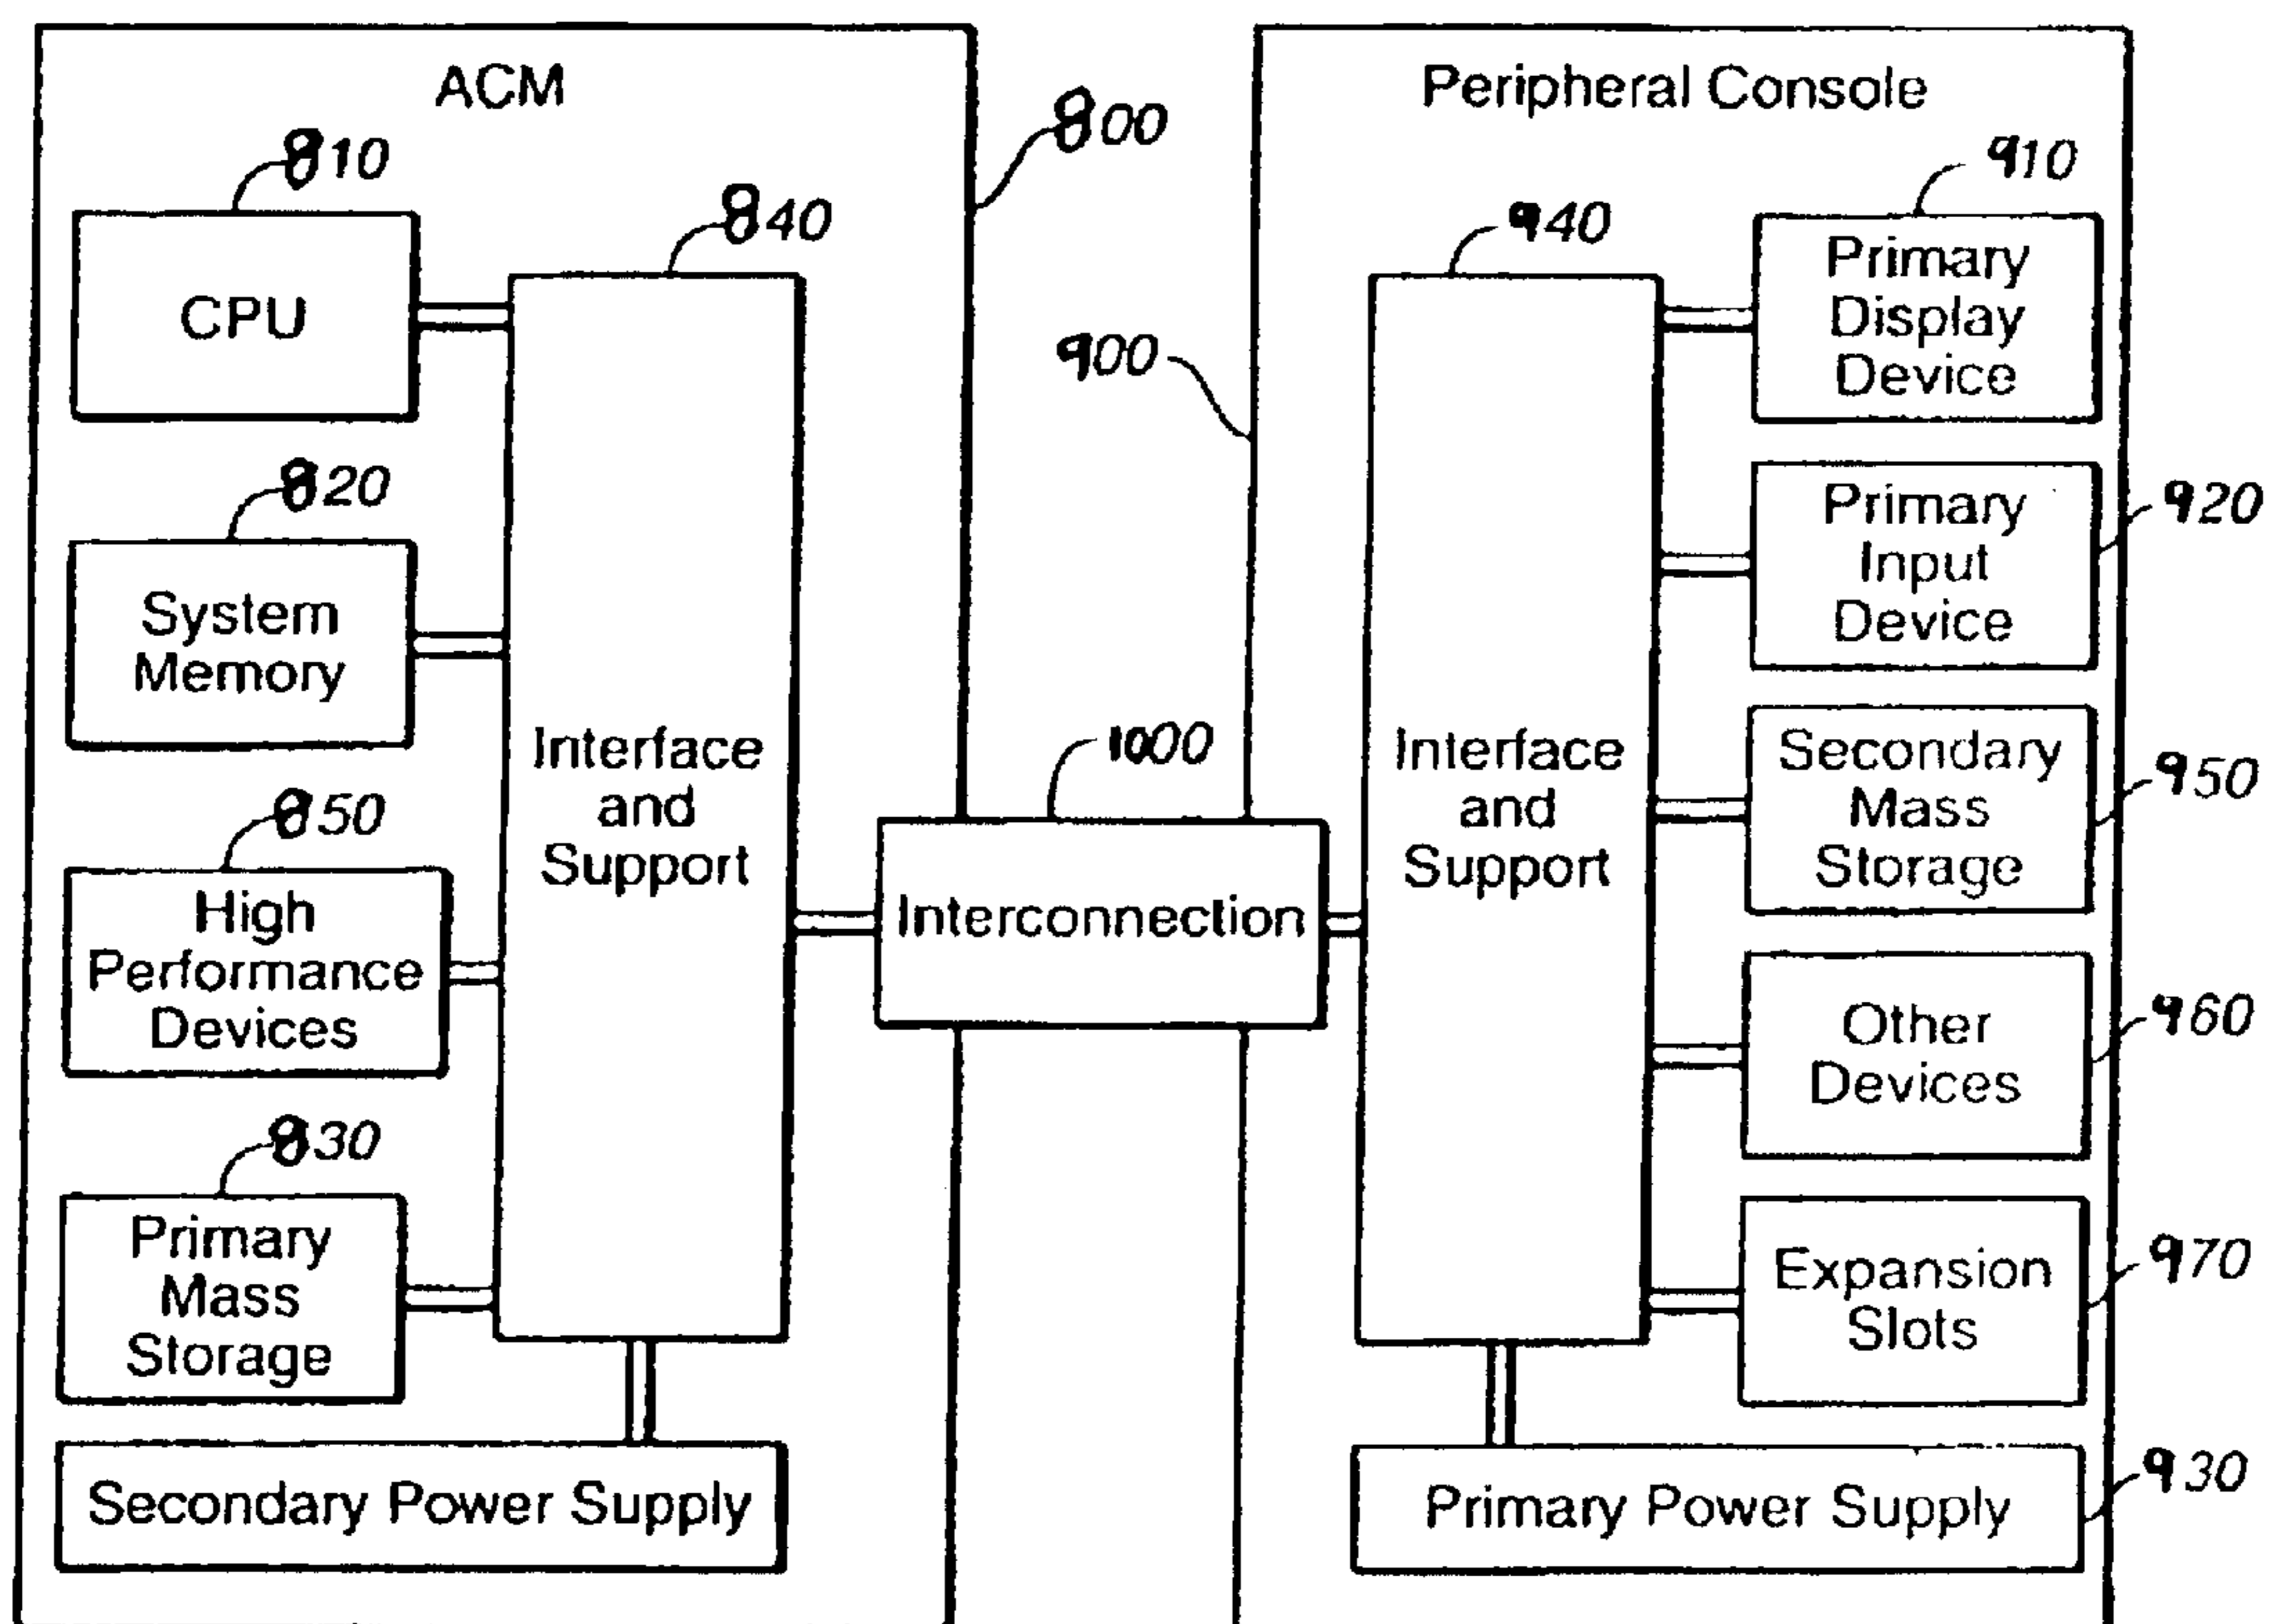 ACM
800
810
CPU
840
820
System
Memory
850
High
Performance
Devices
830
Primary
Mass
Storage
Interface
and
Support
Secondary Power Supply
1000
Interconnection
Peripheral Console
900
940
Interface
and
Support
910
Primary
Display
Device
920
Primary
Input
Device
950
Secondary
Mass
Storage
960
Other
Devices
970
Expansion
Slots
930
Primary Power Supply